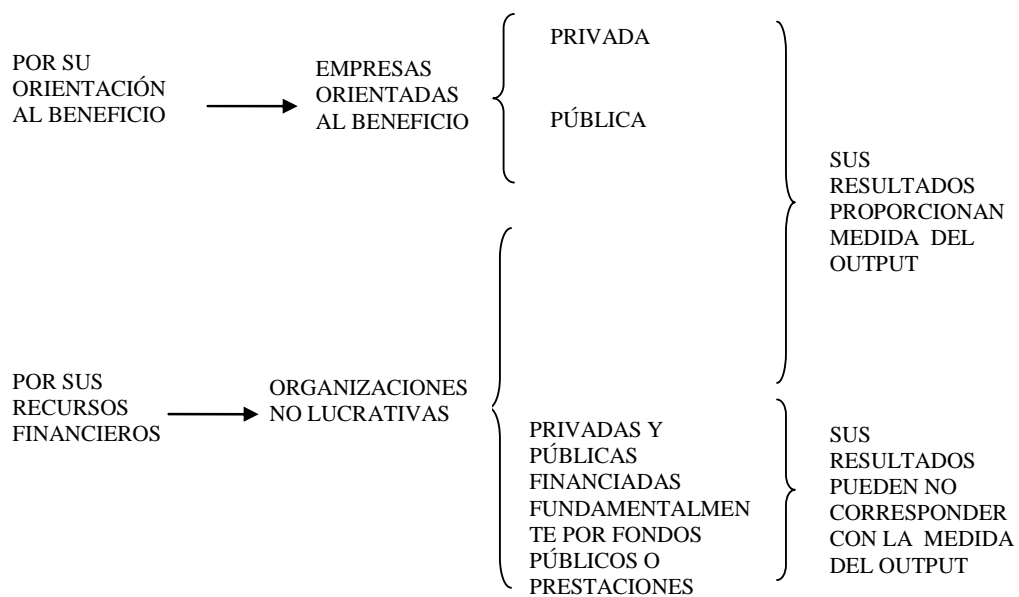 POR SU
ORIENTACIÓN
AL BENEFICIO
EMPRESAS
ORIENTADAS
AL BENEFICIO
PRIVADA
PÚBLICA
SUS
RESULTADOS
PROPORCIONAN
MEDIDA DEL
OUTPUT
POR SUS
RECURSOS
FINANCIEROS
ORGANIZACIONES
NO LUCRATIVAS
PRIVADAS Y
PÚBLICAS
FINANCIADAS
FUNDAMENTALMEN
TE POR FONDOS
PÚBLICOS O
PRESTACIONES
SUS
RESULTADOS
PUEDEN NO
CORRESPONDER
CON LA MEDIDA
DEL OUTPUT